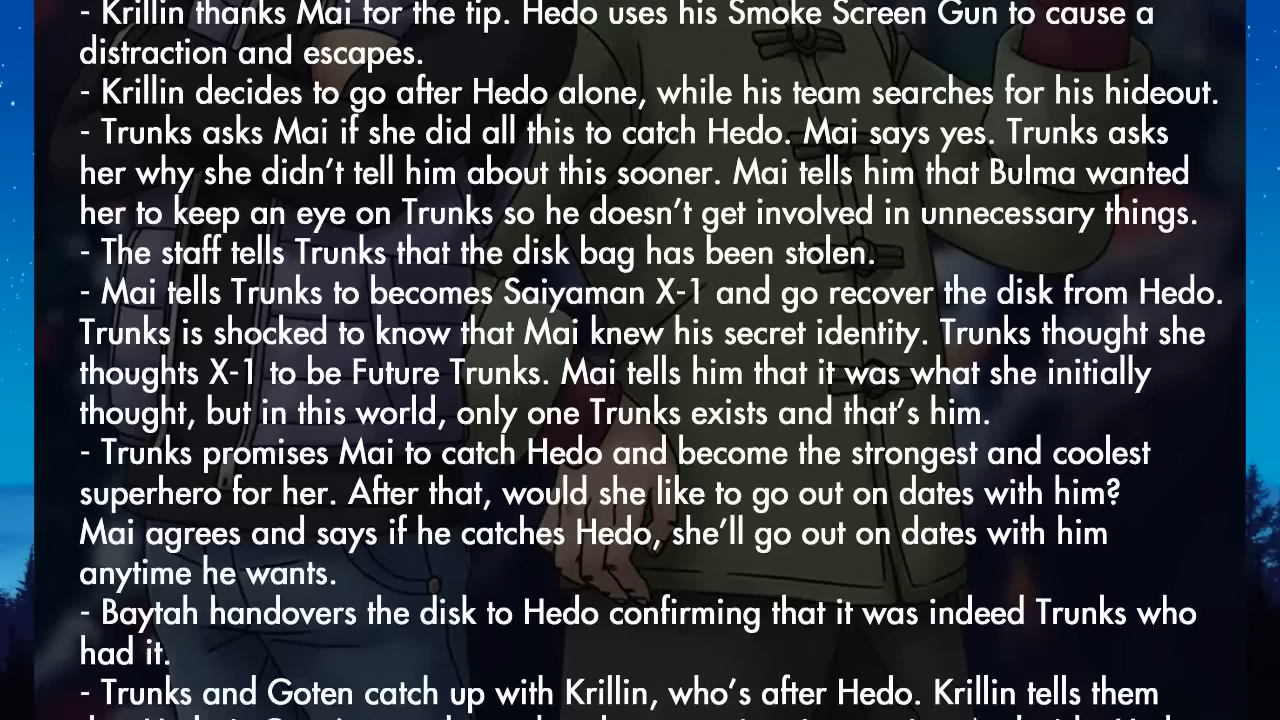 - Krillin thanks Mai for the tip. Hedo uses his Smoke Screen Gun to cause a
distraction and escapes.
- Krillin decides to go after Hedo alone, while his team searches for his hideout.
- Trunks asks Mai if she did all this to catch Hedo. Mai says yes. Trunks asks
her why she didn't tell him about this sooner. Mai tells him that Bulma wanted
her to keep an eye on Trunks so he doesn't get involved in unnecessary things.
- The staff tells Trunks that the disk bag has been stolen.
- Mai tells Trunks to becomes Saiyaman X-1 and go recover the disk from Hedo.
Trunks is shocked to know that Mai knew his secret identity. Trunks thought she
thoughts X-1 to be Future Trunks. Mai tells him that it was what she initially
thought, but in this world, only one Trunks exists and that's him.
- Trunks promises Mai to catch Hedo and become the strongest and coolest
superhero for her. After that, would she like to go out on dates with him?
Mai agrees and says if he catches Hedo, she'll go out on dates with him
anytime he wants.
- Baytah handovers the disk to Hedo confirming that it was indeed Trunks who
had it.
- Trunks and Goten catch up with Krillin, who's after Hedo. Krillin tells them